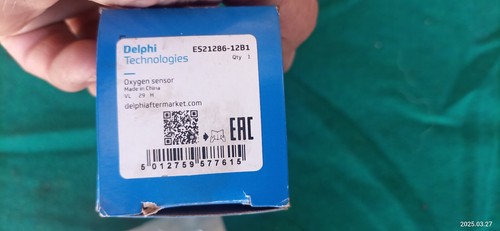 Delphi
Technologies
ES21286-12B1
Qty 1
Oxygen sensor
Made in China
VL 29 H
delphiaftermarket.com
EAC
5 012759 577615
2025.03.27